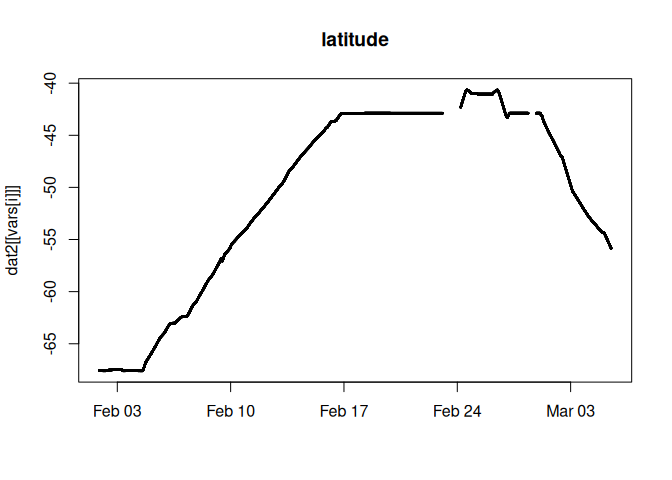 latitude
dat2[[vars[i]]]
-40
-45
-50
-55
-60
-65
Feb 03
Feb 10
Feb 17
Feb 24
Mar 03